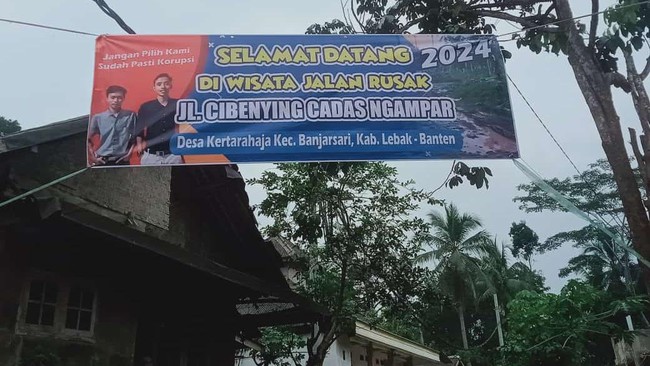 Jangan Pilih Kami
Sudah Pasti Korupsi
SELAMAT DATANG 2024
DI WISATA JALAN RUSAK
JL. CIBENYING CADAS NGAMPAR
Desa Kertarahaja Kec. Banjarsari, Kab. Lebak - Banten